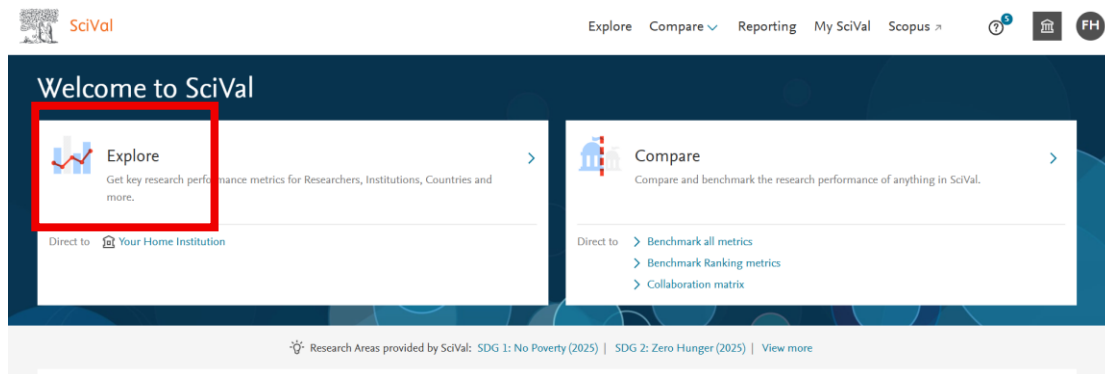 SciVal
Explore Compare Reporting My SciVal Scopus ↗
? 5
FH
Welcome to SciVal
Explore
Get key research performance metrics for Researchers, Institutions, Countries and
more.
Direct to Your Home Institution
Compare
Compare and benchmark the research performance of anything in SciVal.
Direct to > Benchmark all metrics
> Benchmark Ranking metrics
> Collaboration matrix
Research Areas provided by SciVal: SDG 1: No Poverty (2025) | SDG 2: Zero Hunger (2025) | View more